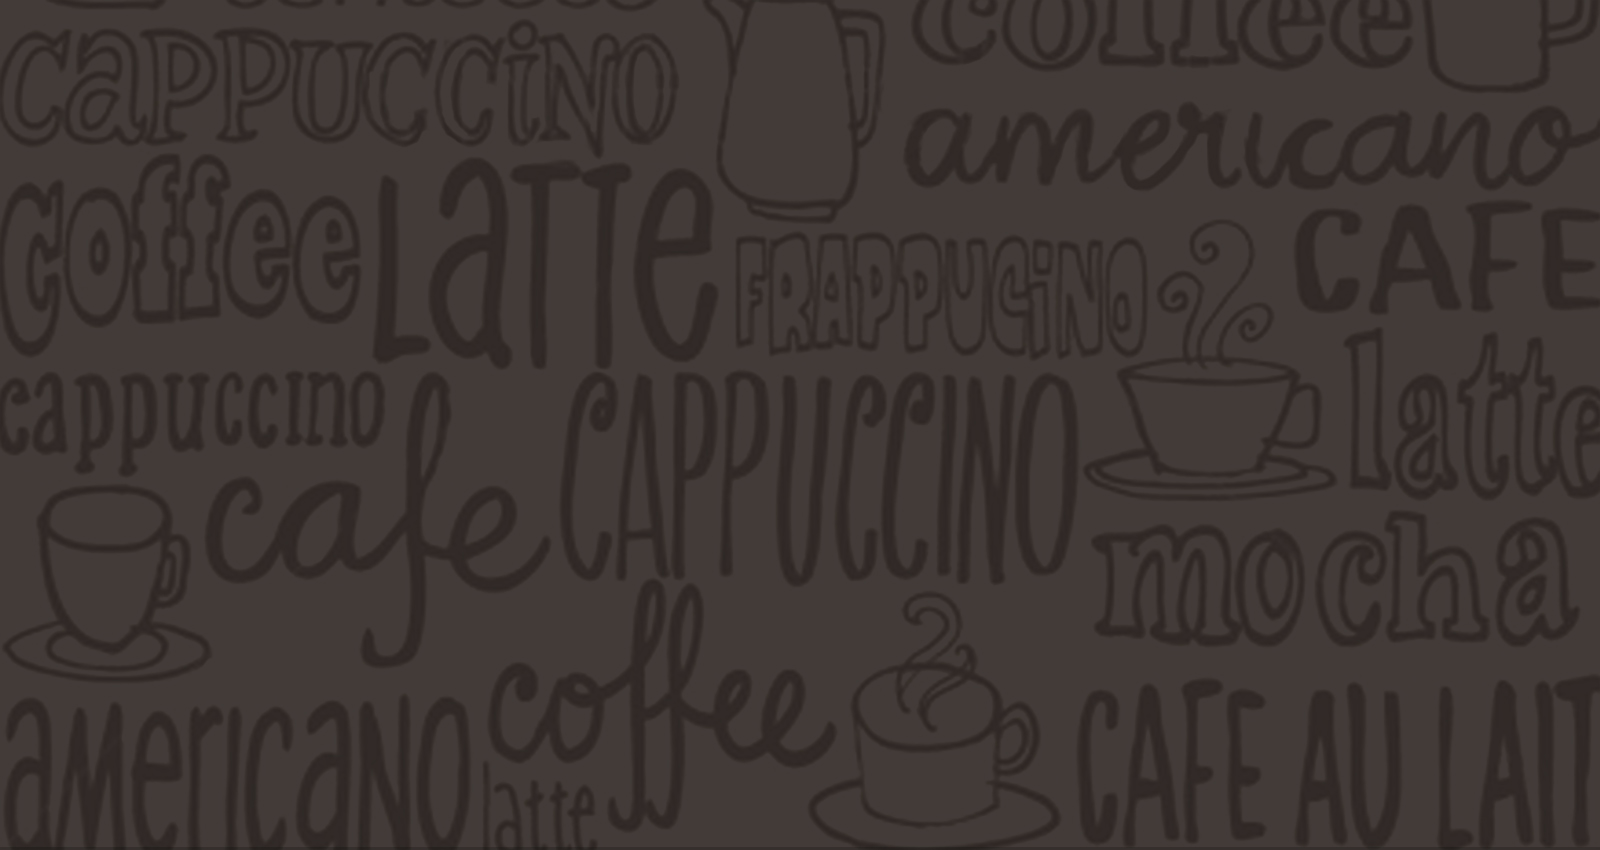 cappuccino
coffee
americano
coffee
Latte
FRAPPUCiNO
CAFE
cappuccino
cafe
CAPPUCCINO
latte
mocha
americano
coffee
latte
CAFE AU LAIT